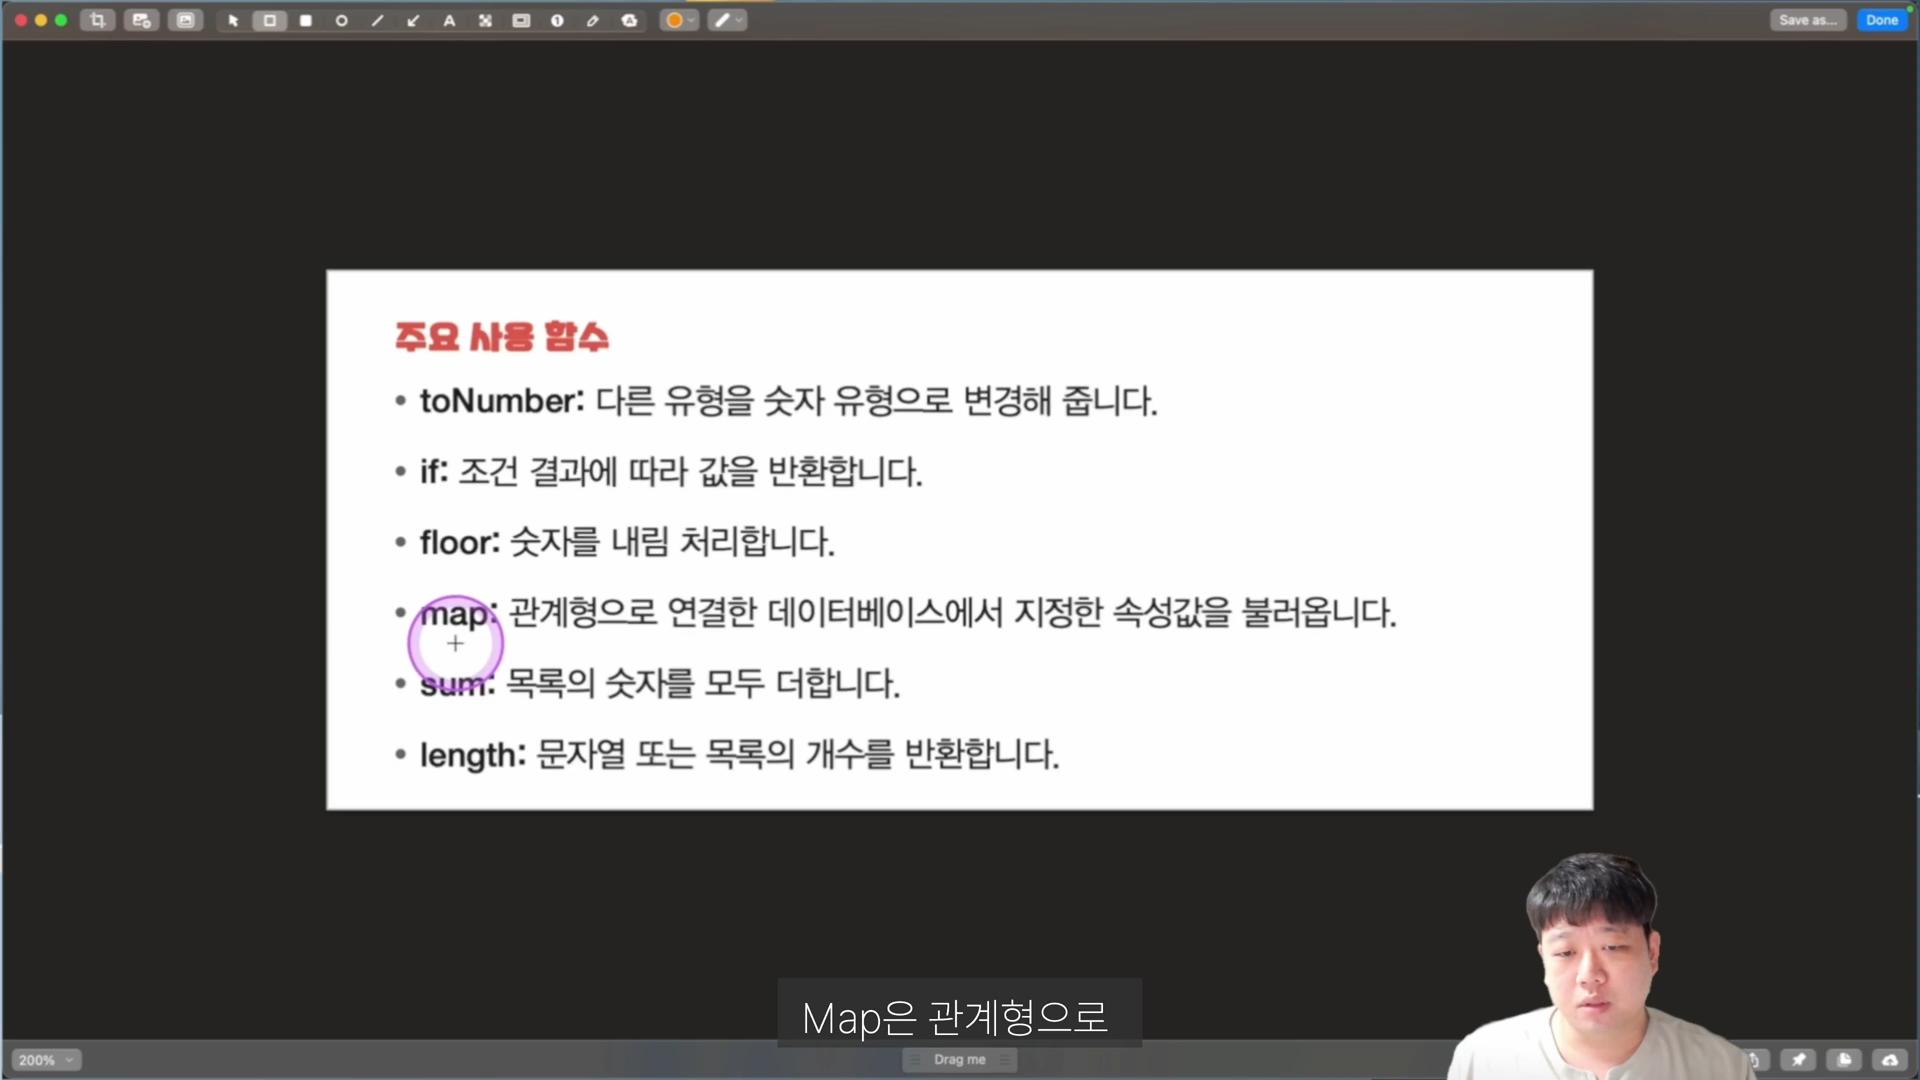 Save as...
Done
주요 사용 함수
• toNumber: 다른 유형을 숫자 유형으로 변경해 줍니다.
• if: 조건 결과에 따라 값을 반환합니다.
• floor: 숫자를 내림 처리합니다.
• map: 관계형으로 연결한 데이터베이스에서 지정한 속성값을 불러옵니다.
• sum: 목록의 숫자를 모두 더합니다.
• length: 문자열 또는 목록의 개수를 반환합니다.
Map은 관계형으로
200%
Drag me